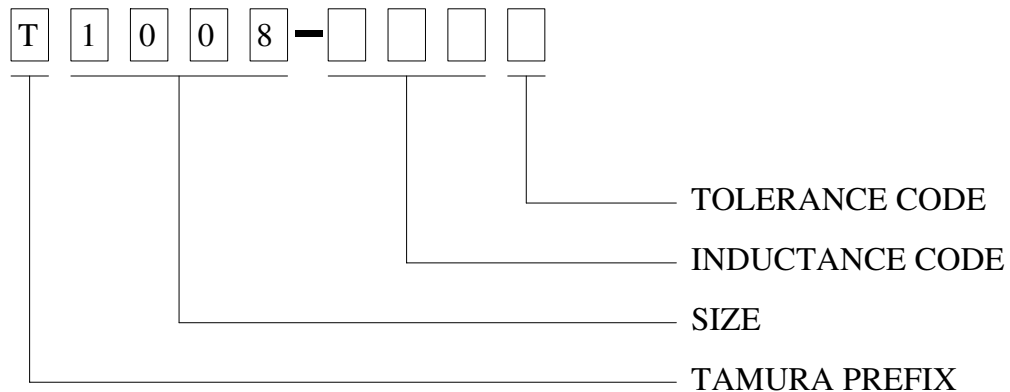 T 1 0 0 8 -
TOLERANCE CODE
INDUCTANCE CODE
SIZE
TAMURA PREFIX